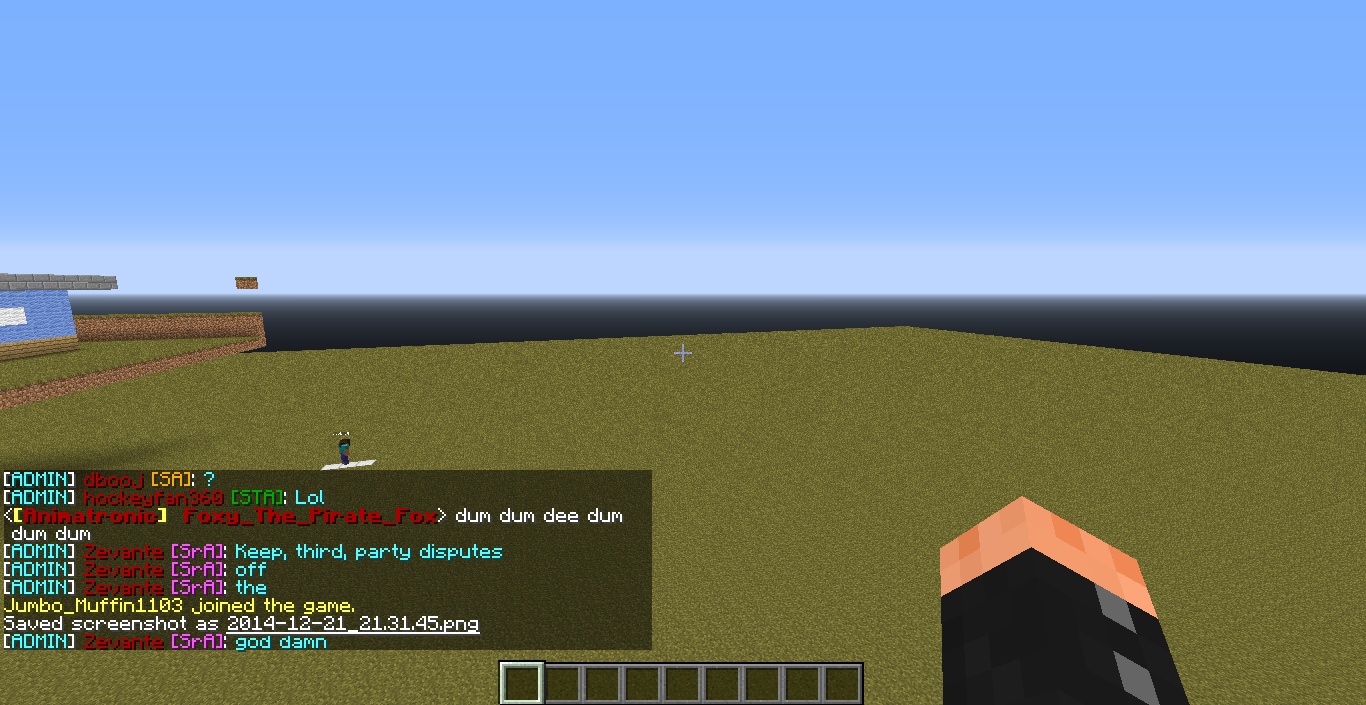 [ADMIN] dbooj [SA]: ?
[ADMIN] hockeyfan360 [STA]: Lol
<[Animatronic] Foxy_The_Pirate_Fox> dum dum dee dum
dum dum
[ADMIN] Zevante [SrA]: Keep, third, party disputes
[ADMIN] Zevante [SrA]: off
[ADMIN] Zevante [SrA]: the
Jumbo_Muffin1103 joined the game.
Saved screenshot as 2014-12-21_21.31.45.png
[ADMIN] Zevante [SrA]: god damn